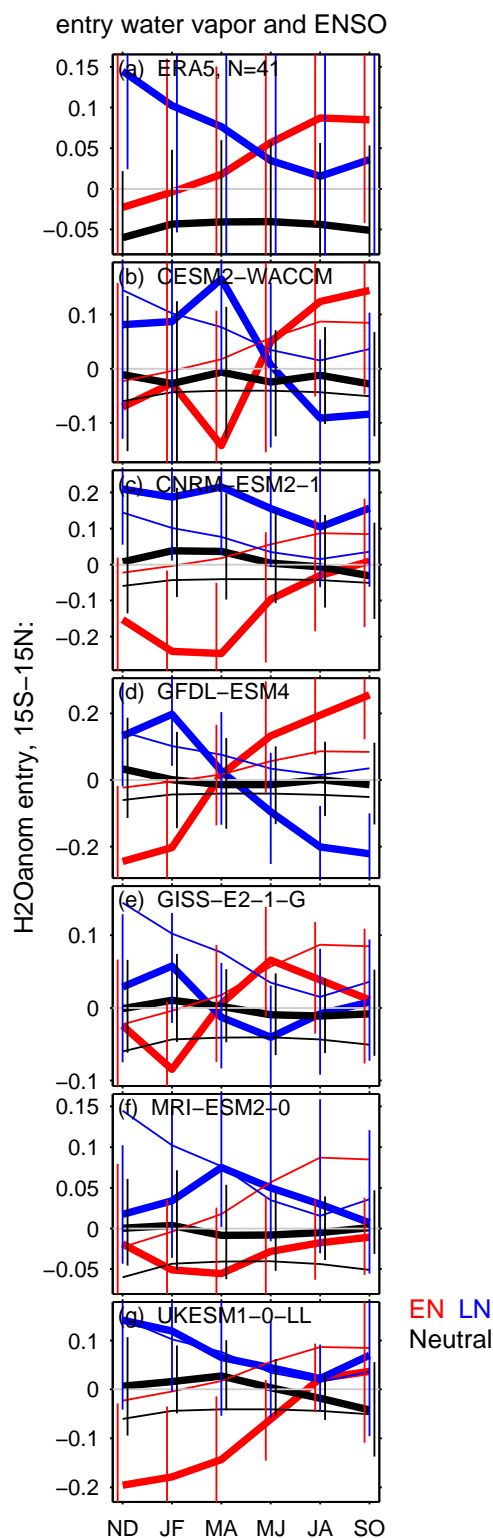 entry water vapor and ENSO
(a) ERA5, N=41
0.15
0.1
0.05
0
−0.05
(b) CESM2−WACCM
0.1
0
−0.1
(c) CNRM−ESM2−1
0.2
0.1
0
−0.1
−0.2
H2Oanom entry, 15S−15N:
(d) GFDL−ESM4
0.2
0
−0.2
(e) GISS−E2−1−G
0.1
0
−0.1
(f) MRI−ESM2−0
0.15
0.1
0.05
0
−0.05
(g) UKESM1−0−LL
0.1
0
−0.1
−0.2
EN LN
Neutral
ND JF MA MJ JA SO